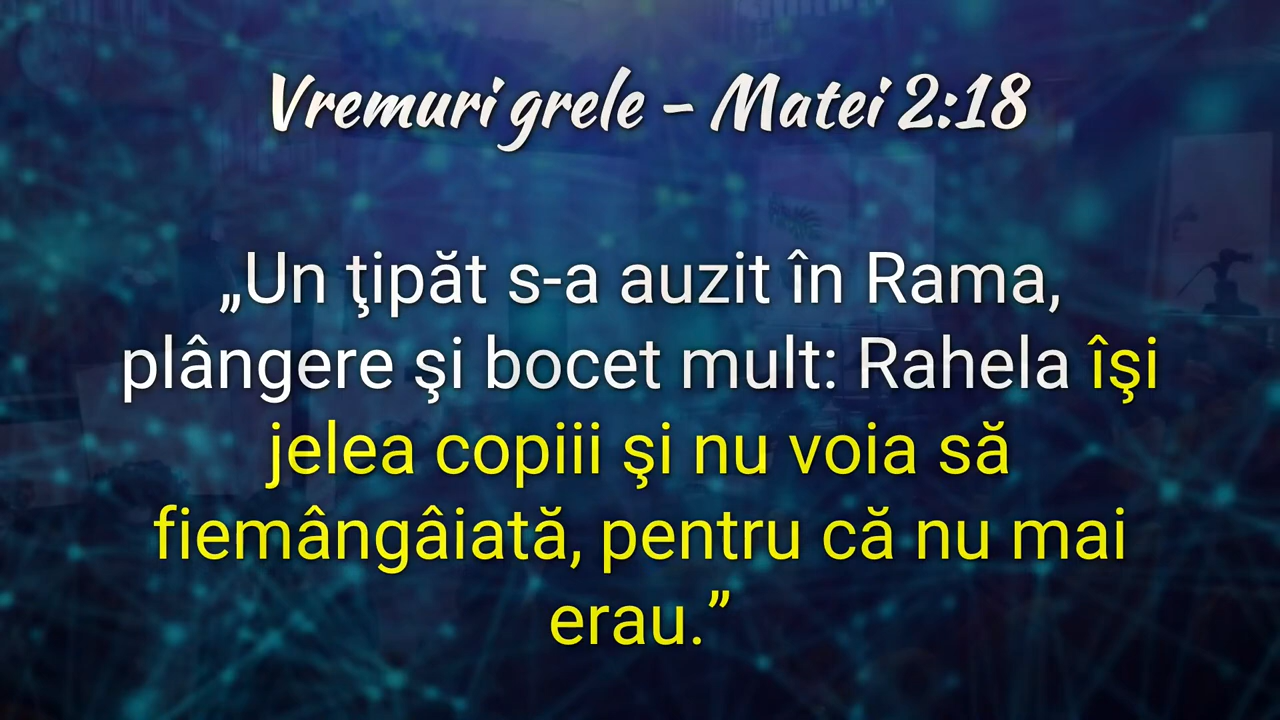 Vremuri grele – Matei 2:18
„Un ţipăt s-a auzit în Rama,
plângere şi bocet mult: Rahela îşi
jelea copiii şi nu voia să
fiemângâiată, pentru că nu mai
erau.”